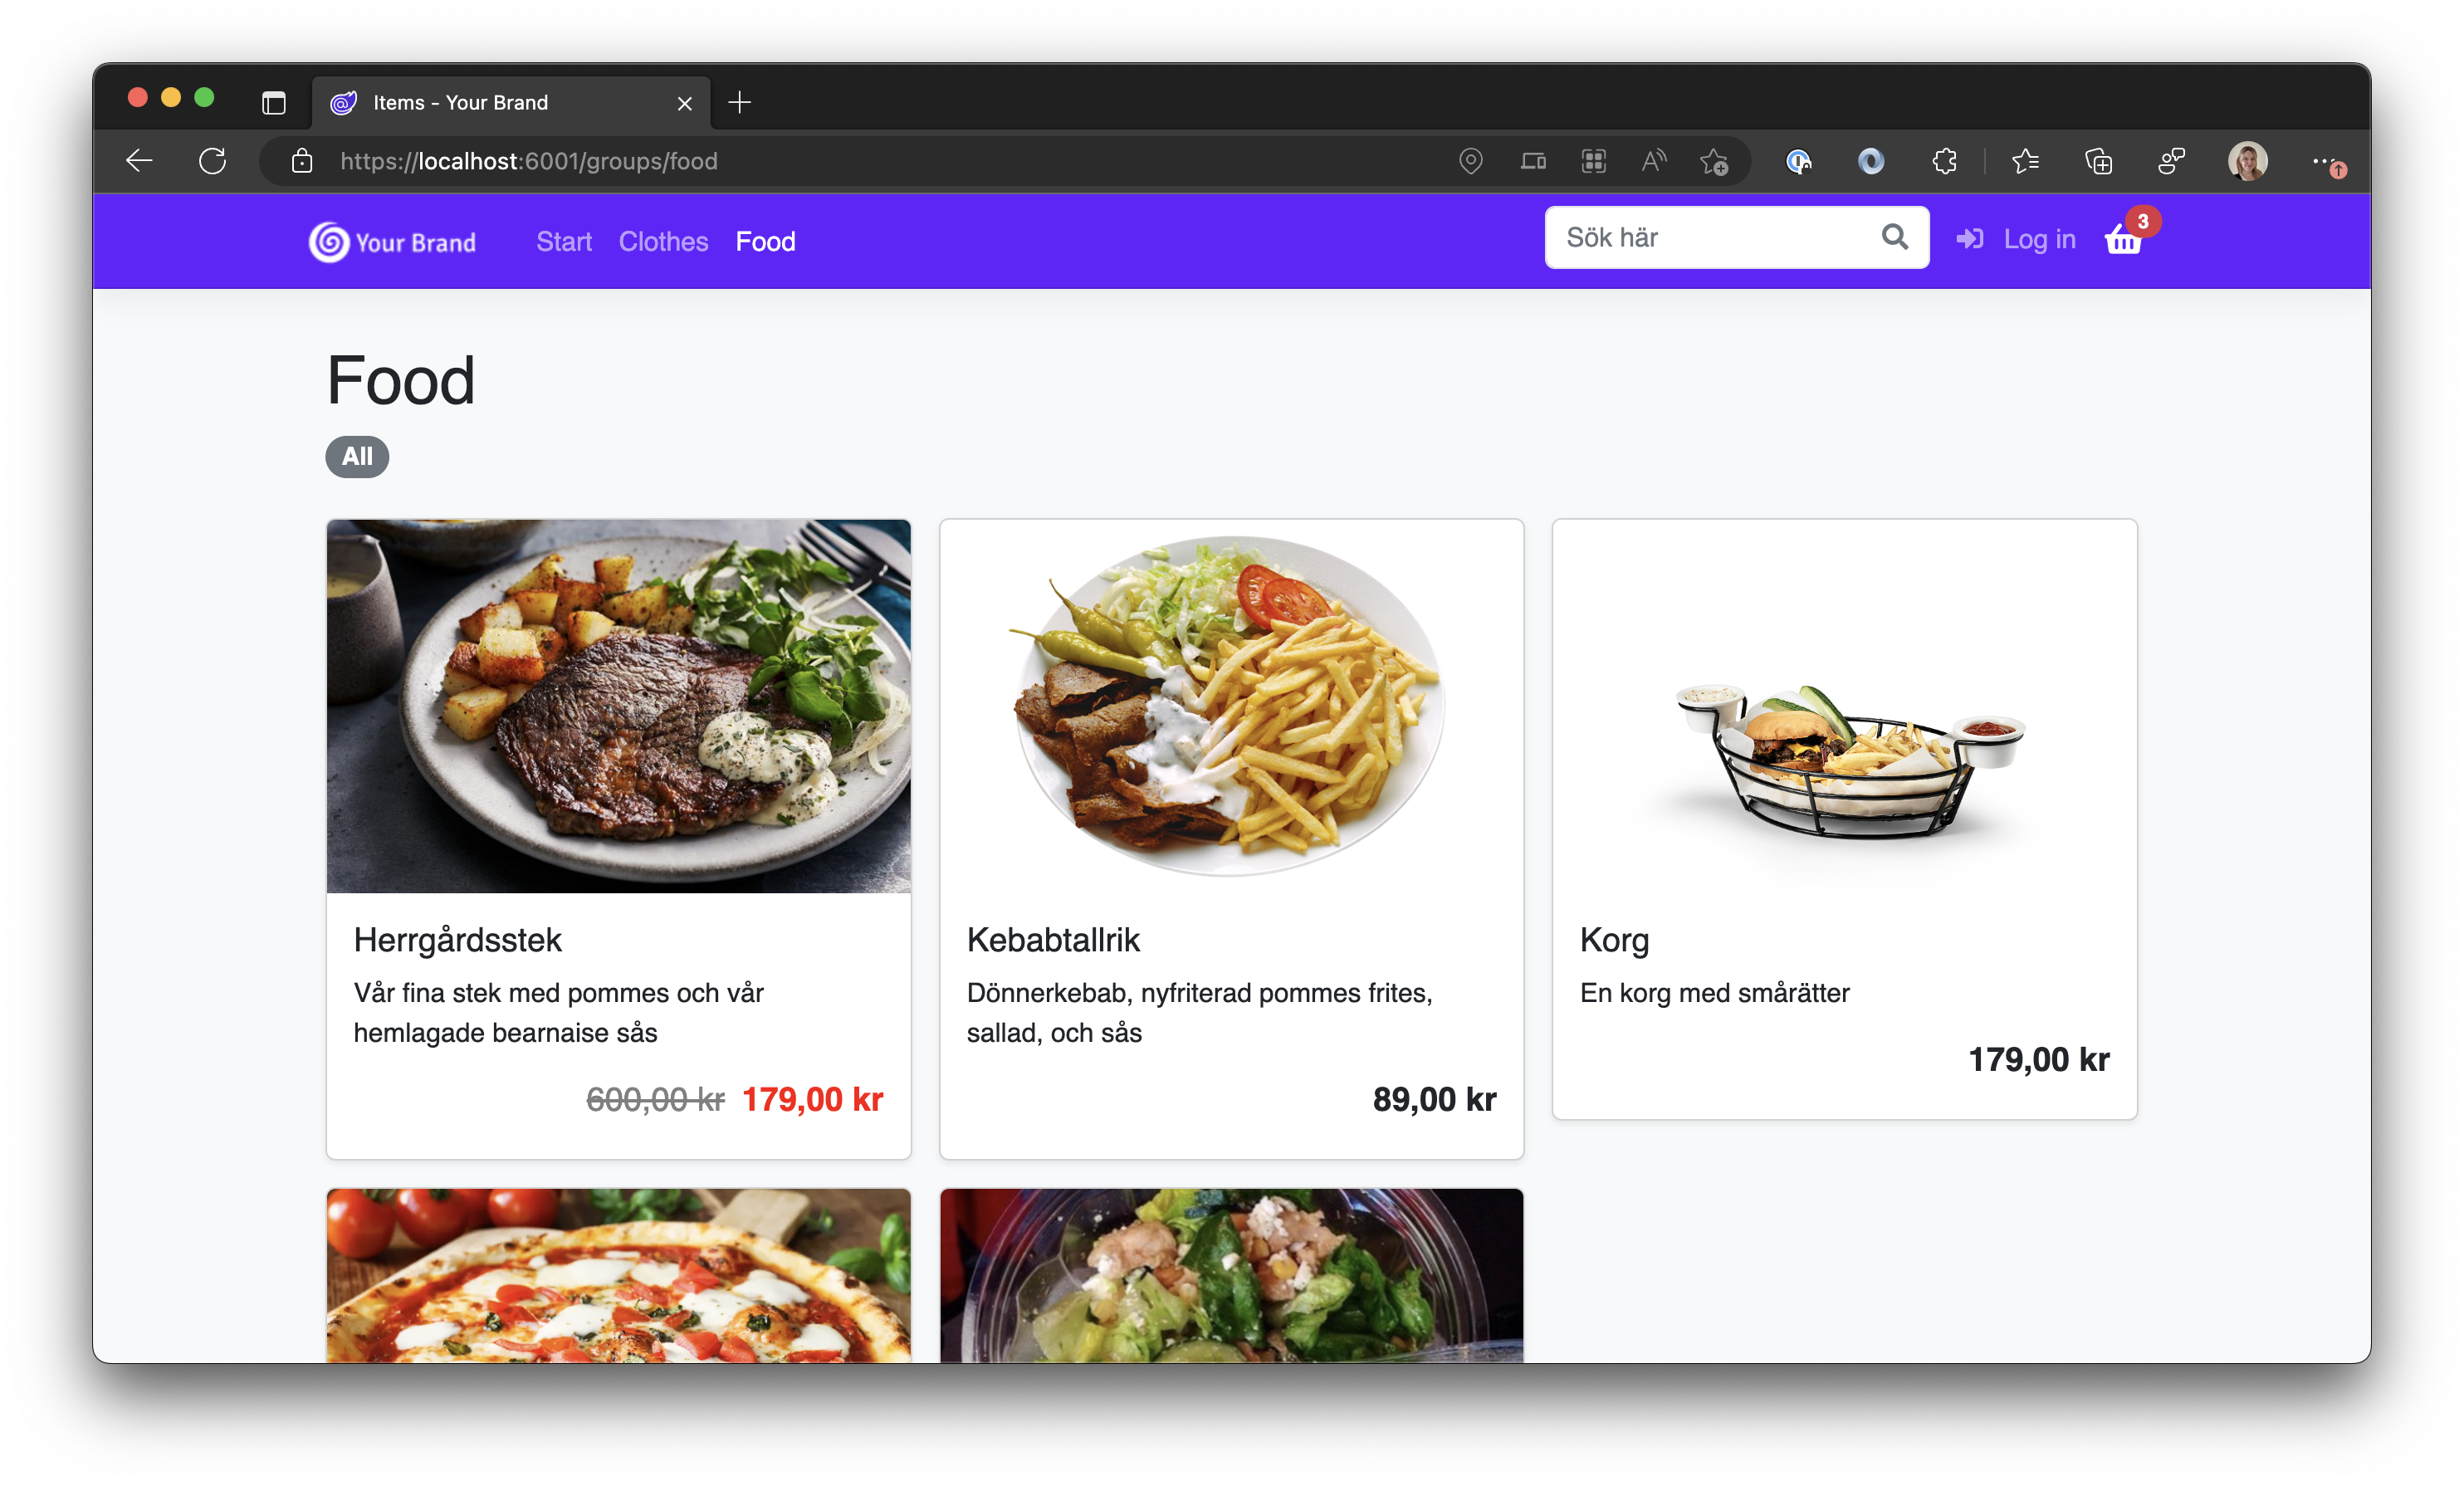 Items - Your Brand
https://localhost:6001/groups/food
Your Brand
Start
Clothes
Food
Sök här
Log in
3
Food
All
Herrgårdsstek
Vår fina stek med pommes och vår
hemlagade bearnaise sås
600,00 kr 179,00 kr
Kebabtallrik
Dönnerkebab, nyfriterad pommes frites,
sallad, och sås
89,00 kr
Korg
En korg med smårätter
179,00 kr